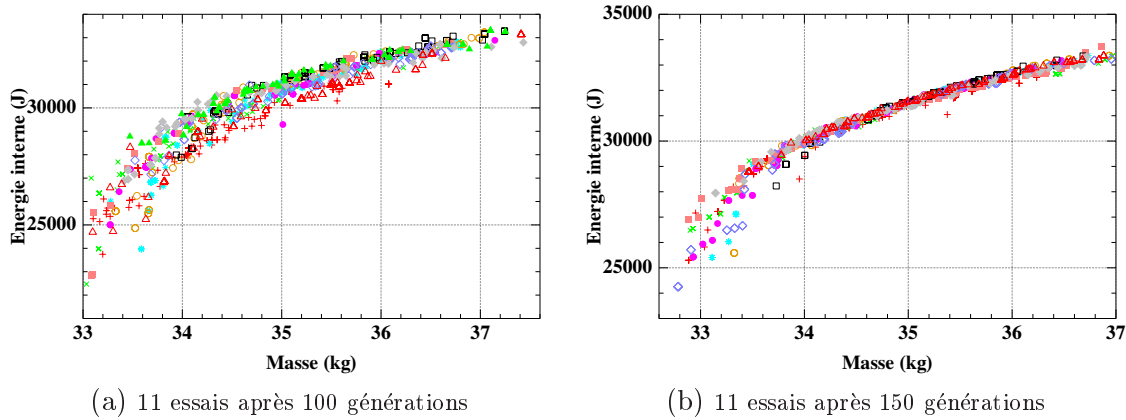 30000
25000
Energie interne (J)
33 34 35 36 37
Masse (kg)
(a) 11 essais après 100 générations
35000
30000
25000
Energie interne (J)
33 34 35 36 37
Masse (kg)
(b) 11 essais après 150 générations